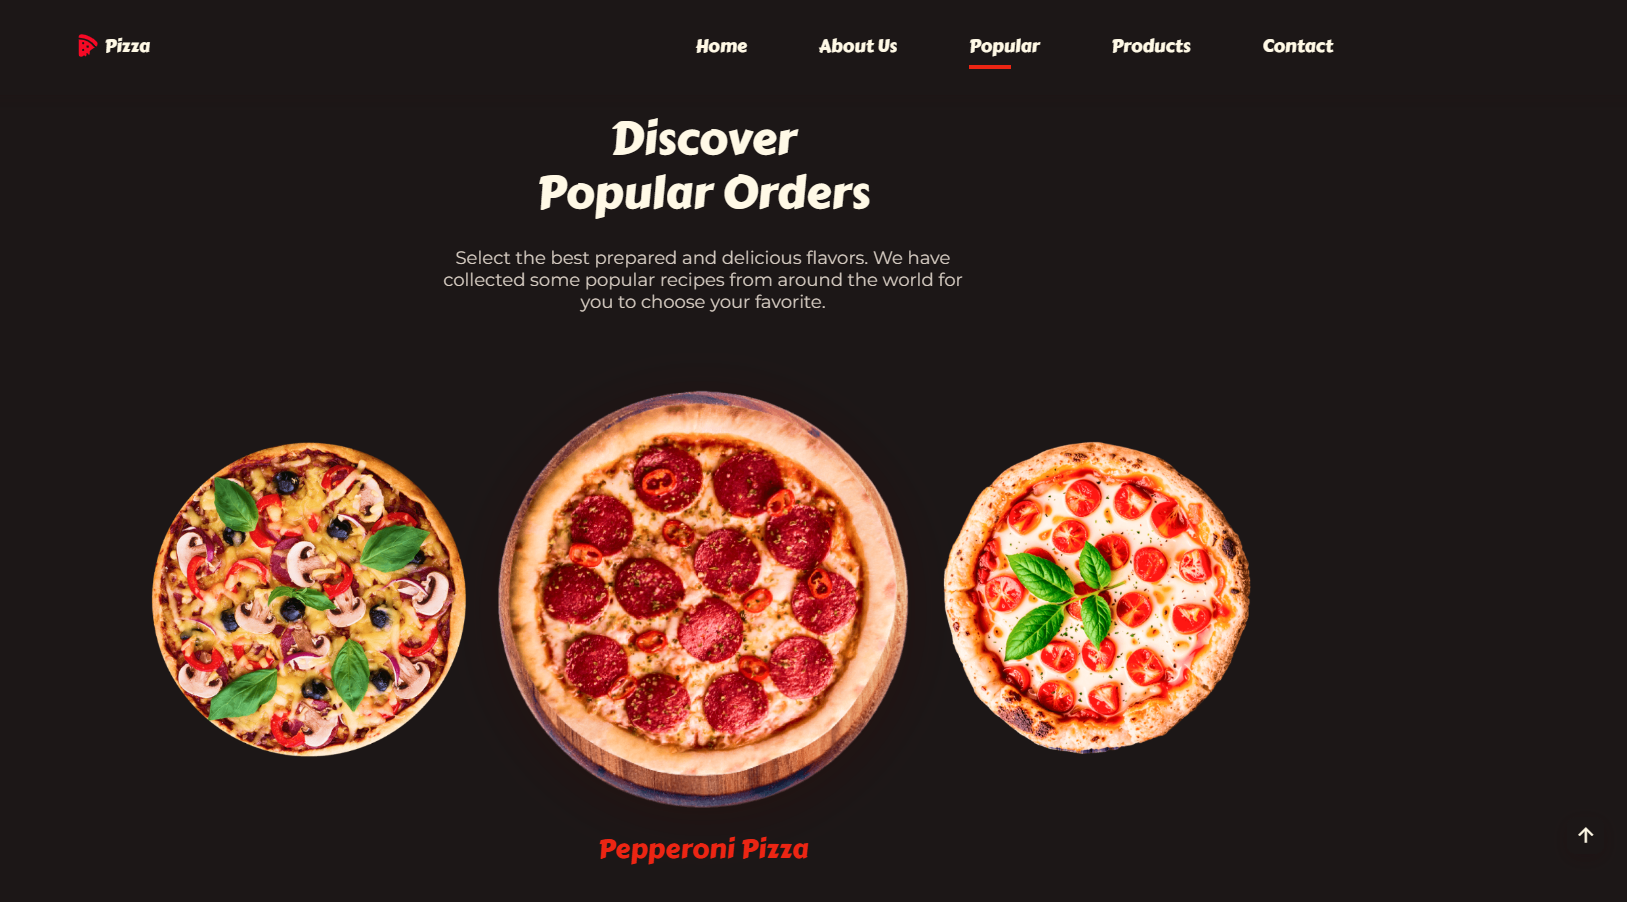 Pizza
Home
About Us
Popular
Products
Contact
Discover
Popular Orders
Select the best prepared and delicious flavors. We have
collected some popular recipes from around the world for
you to choose your favorite.
Pepperoni Pizza